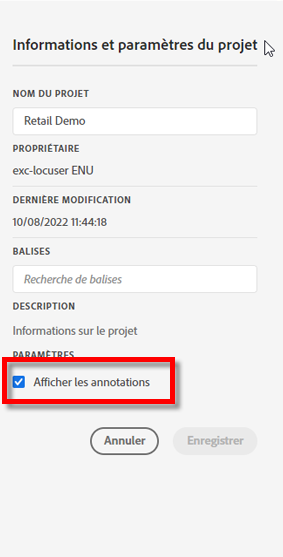 Informations et paramètres du projet
NOM DU PROJET
Retail Demo
PROPRIÉTAIRE
exc-locuser ENU
DERNIÈRE MODIFICATION
10/08/2022 11:44:18
BALISES
Recherche de balises
DESCRIPTION
Informations sur le projet
PARAMÈTRES
Afficher les annotations
Annuler
Enregistrer